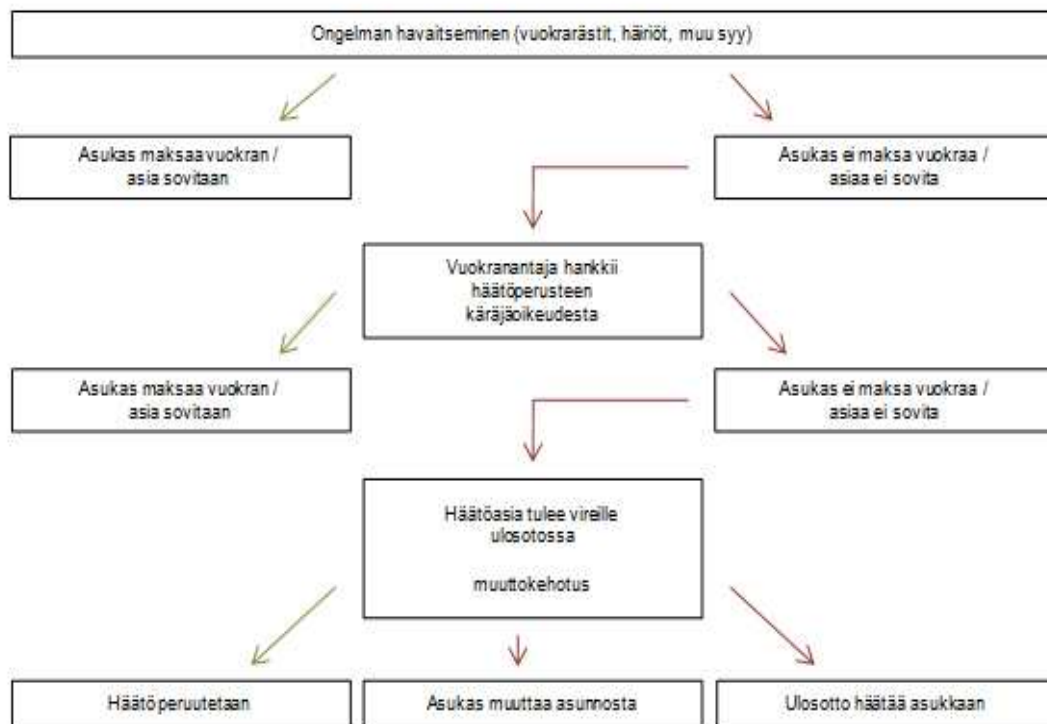 Ongelman havaitseminen (vuokrarästit, häiriöt, muu syy)
Asukas maksaa vuokran /
asia sovitaan
Asukas ei maksa vuokraa /
asiaa ei sovita
Vuokranantaja hankkii
häätöperusteen
käräjäoikeudesta
Asukas maksaa vuokran /
asia sovitaan
Asukas ei maksa vuokraa /
asiaa ei sovita
Häätöasia tulee vireille
ulosotossa
muuttokehotus
Häätö peruutetaan
Asukas muuttaa asunnosta
Ulosotto häätää asukkaan